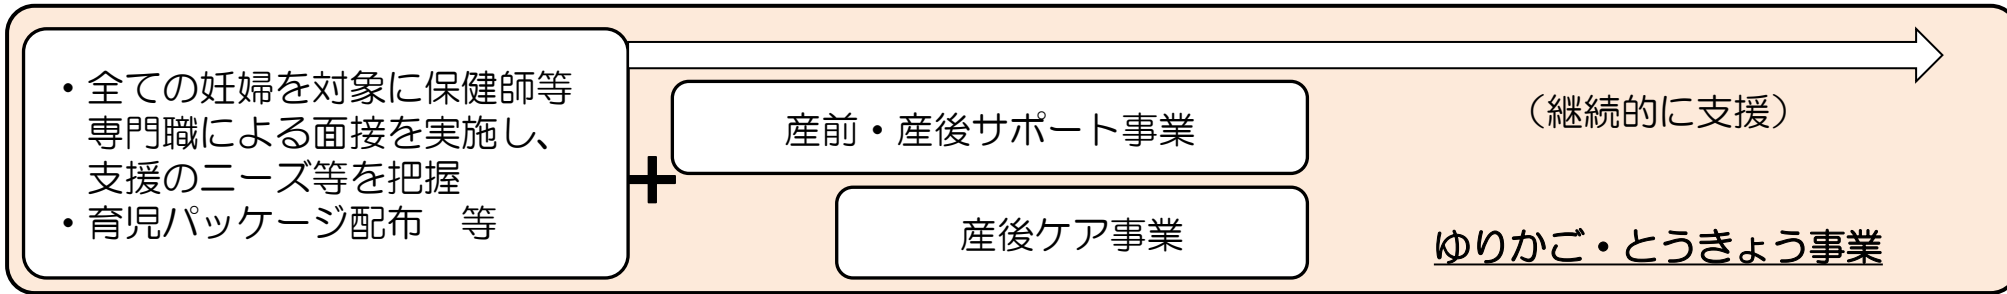 ・全ての妊婦を対象に保健師等
専門職による面接を実施し、
支援のニーズ等を把握
・育児パッケージ配布　等
+
産前・産後サポート事業
産後ケア事業
（継続的に支援）
ゆりかご・とうきょう事業